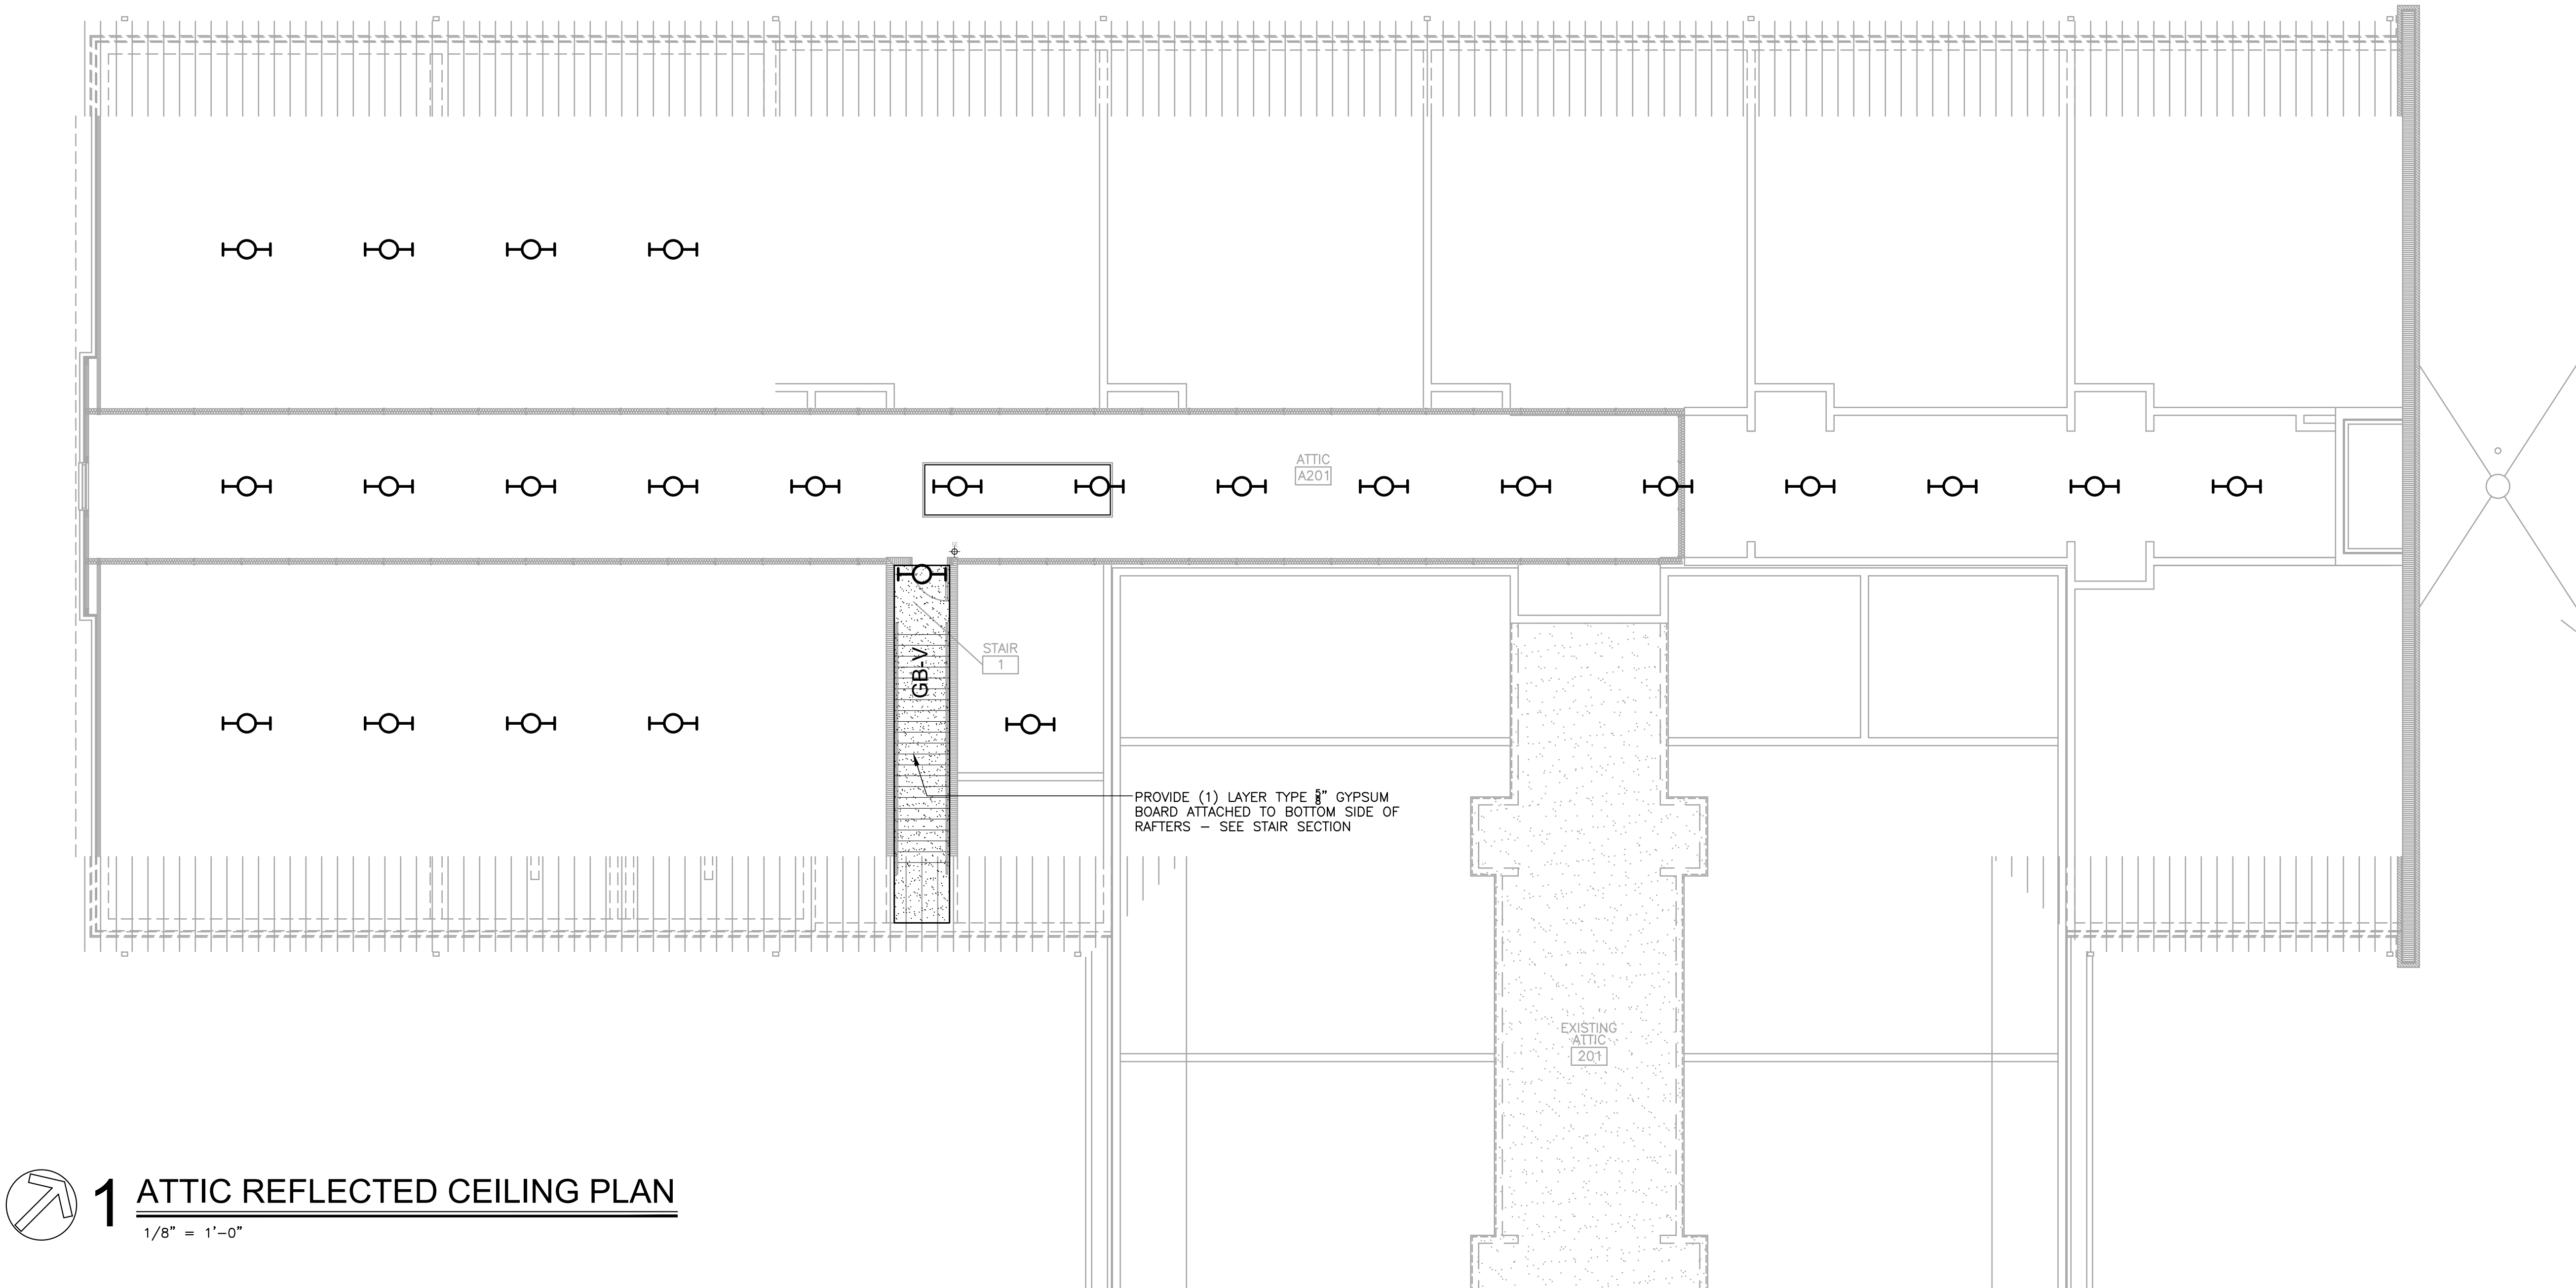 ATTIC
A201
STAIR
1
GB-V
PROVIDE (1) LAYER TYPE 5/8" GYPSUM
BOARD ATTACHED TO BOTTOM SIDE OF
RAFTERS – SEE STAIR SECTION
EXISTING
ATTIC
201
1 ATTIC REFLECTED CEILING PLAN
1/8" = 1'-0"